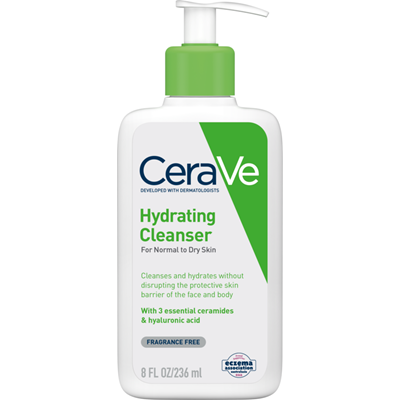 CeraVe
DEVELOPED WITH DERMATOLOGISTS
Hydrating
Cleanser
For Normal to Dry Skin
Cleanses and hydrates without
disrupting the protective skin
barrier of the face and body
With 3 essential ceramides
& hyaluronic acid
FRAGRANCE FREE
8 FL OZ/236 mL
eczema
association